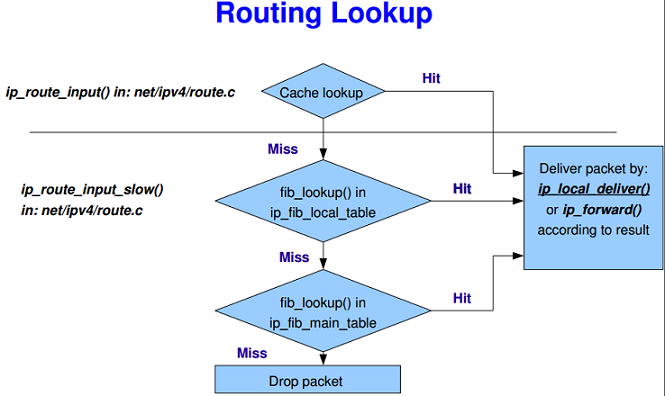 Routing Lookup
ip_route_input() in: net/ipv4/route.c
Cache lookup
Hit
Miss
Deliver packet by:
ip_local_deliver()
or ip_forward()
according to result
ip_route_input_slow()
in: net/ipv4/route.c
fib_lookup() in
ip_fib_local_table
Hit
Miss
fib_lookup() in
ip_fib_main_table
Hit
Miss
Drop packet